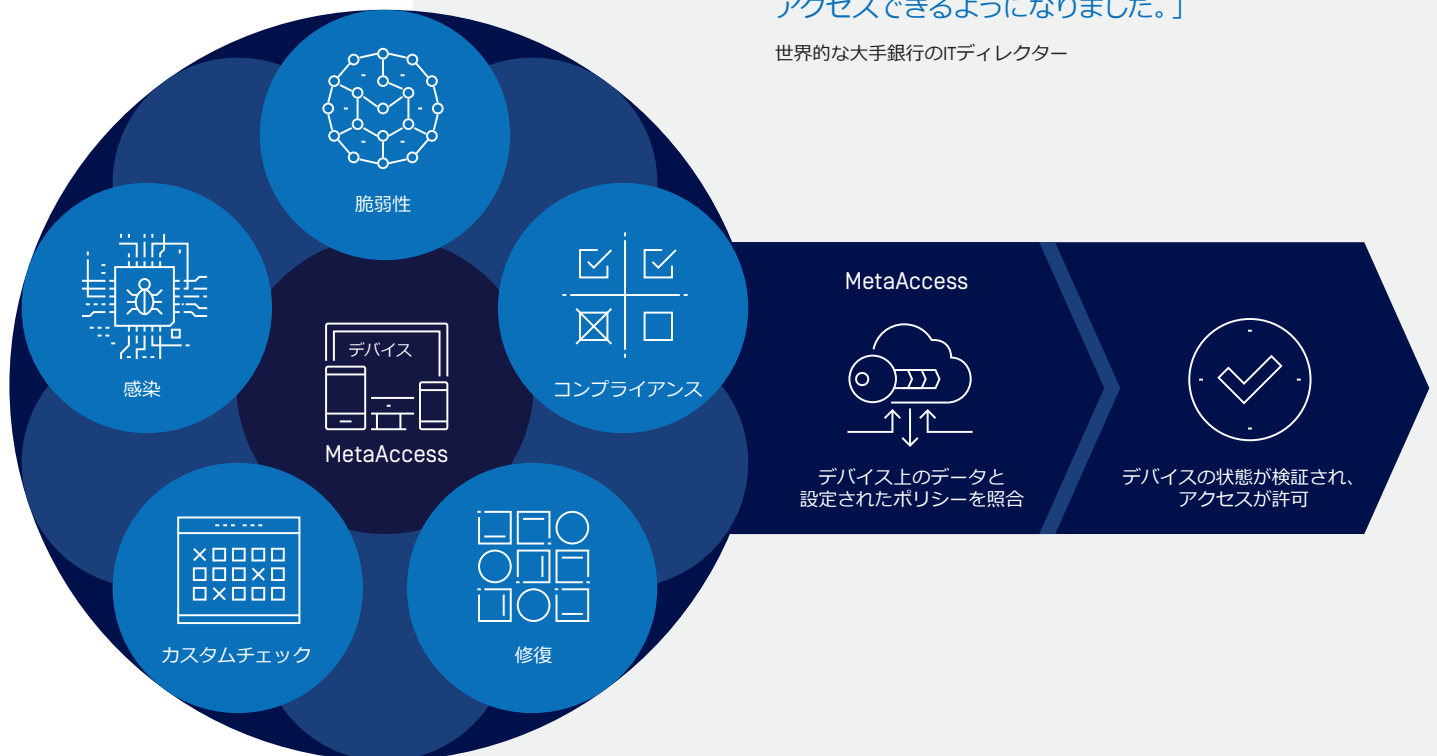 アクセスできるようになりました。」
世界的な大手銀行のITディレクター
脆弱性
感染
デバイス
MetaAccess
コンプライアンス
カスタムチェック
修復
MetaAccess
デバイス上のデータと
設定されたポリシーを照合
デバイスの状態が検証され、
アクセスが許可